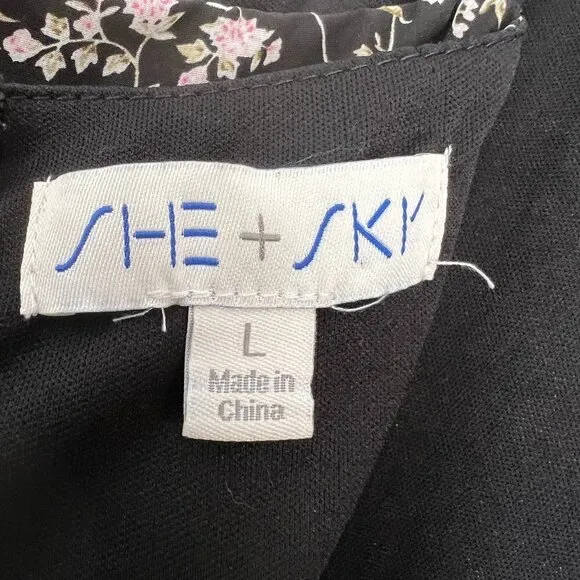 SHE + SKY
L
Made in
China